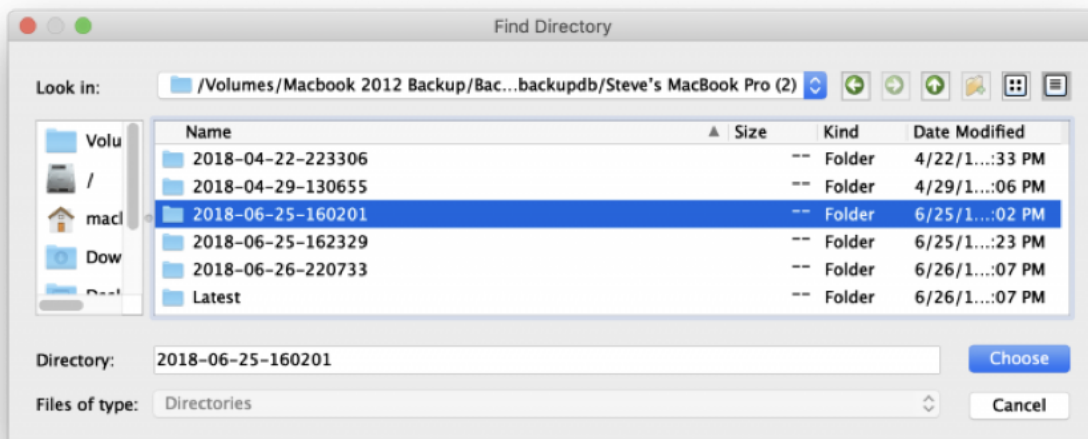 Find Directory
Look in: /Volumes/Macbook 2012 Backup/Bac...backupdb/Steve's MacBook Pro (2)
Volu
/
macl
Dow
Name Size Kind Date Modified
2018-04-22-223306 -- Folder 4/22/1...:33 PM
2018-04-29-130655 -- Folder 4/29/1...:06 PM
2018-06-25-160201 -- Folder 6/25/1...:02 PM
2018-06-25-162329 -- Folder 6/25/1...:23 PM
2018-06-26-220733 -- Folder 6/26/1...:07 PM
Latest -- Folder 6/26/1...:07 PM
Directory: 2018-06-25-160201 Choose
Files of type: Directories Cancel